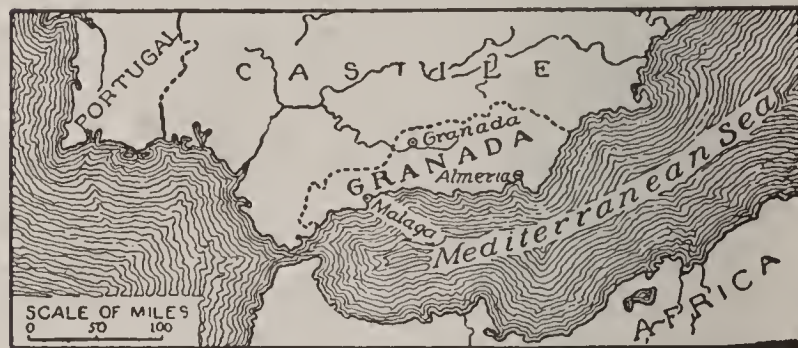 PORTUGAL
CASTILE
Granada
GRANADA
Almeria
Malaga
Mediterranean Sea
AFRICA
SCALE OF MILES
0 50 100